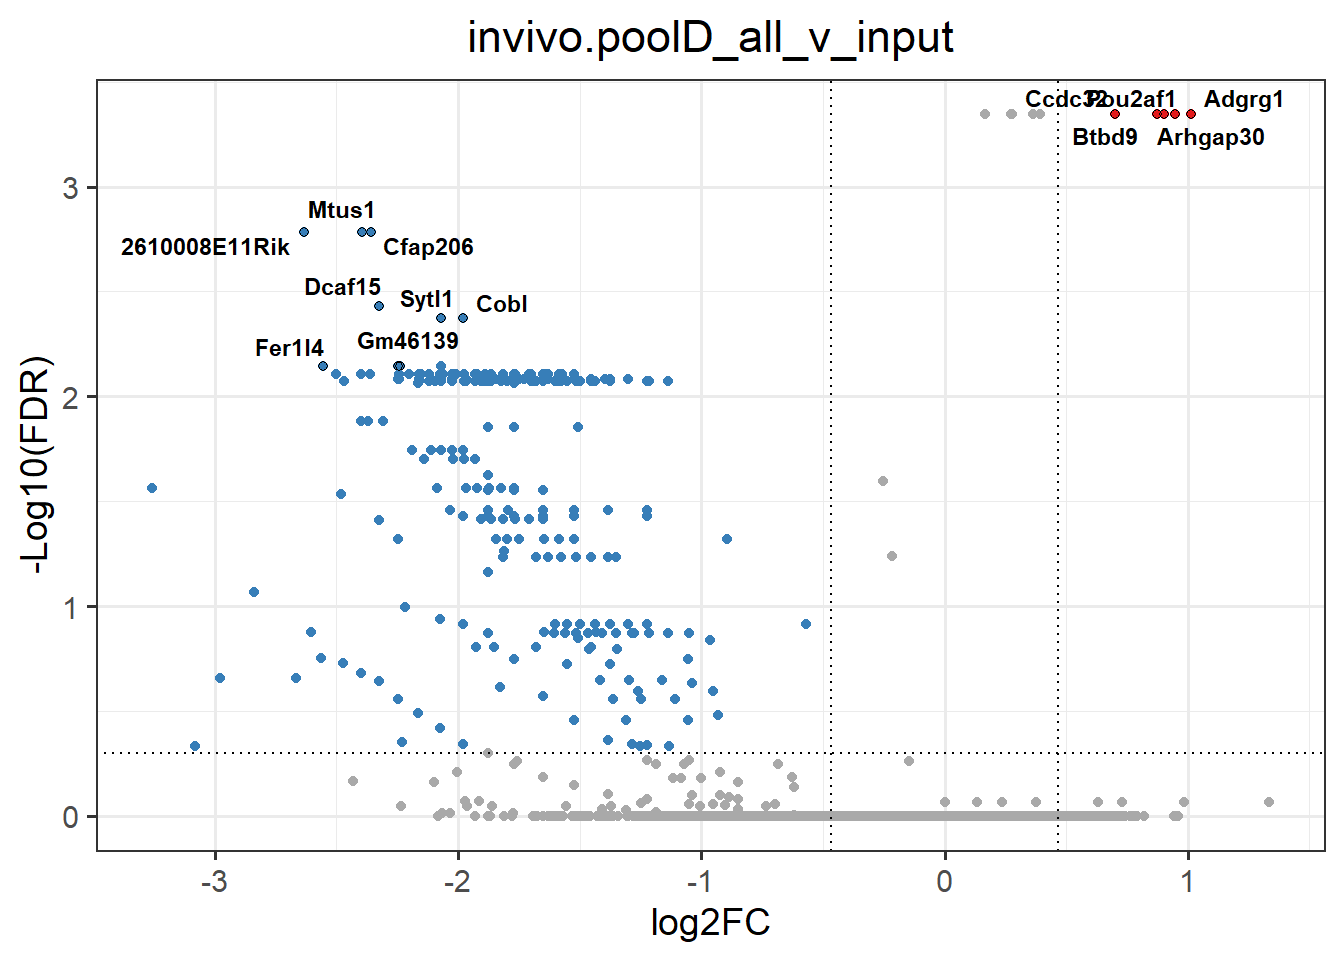 invivo.poolD_all_v_input
Ccdc32
Pou2af1
Adgrg1
Btbd9
Arhgap30
3
Mtus1
2610008E11Rik
Cfap206
Dcaf15
Sytl1
Cobl
Gm46139
Fer1l4
2
-Log10(FDR)
1
0
-3
-2
-1
0
1
log2FC